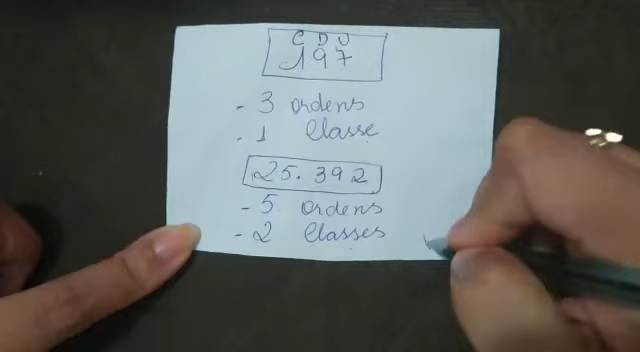 C D U
197
- 3 ordens
- 1 Classe
25.392
- 5 ordens
- 2 Classes